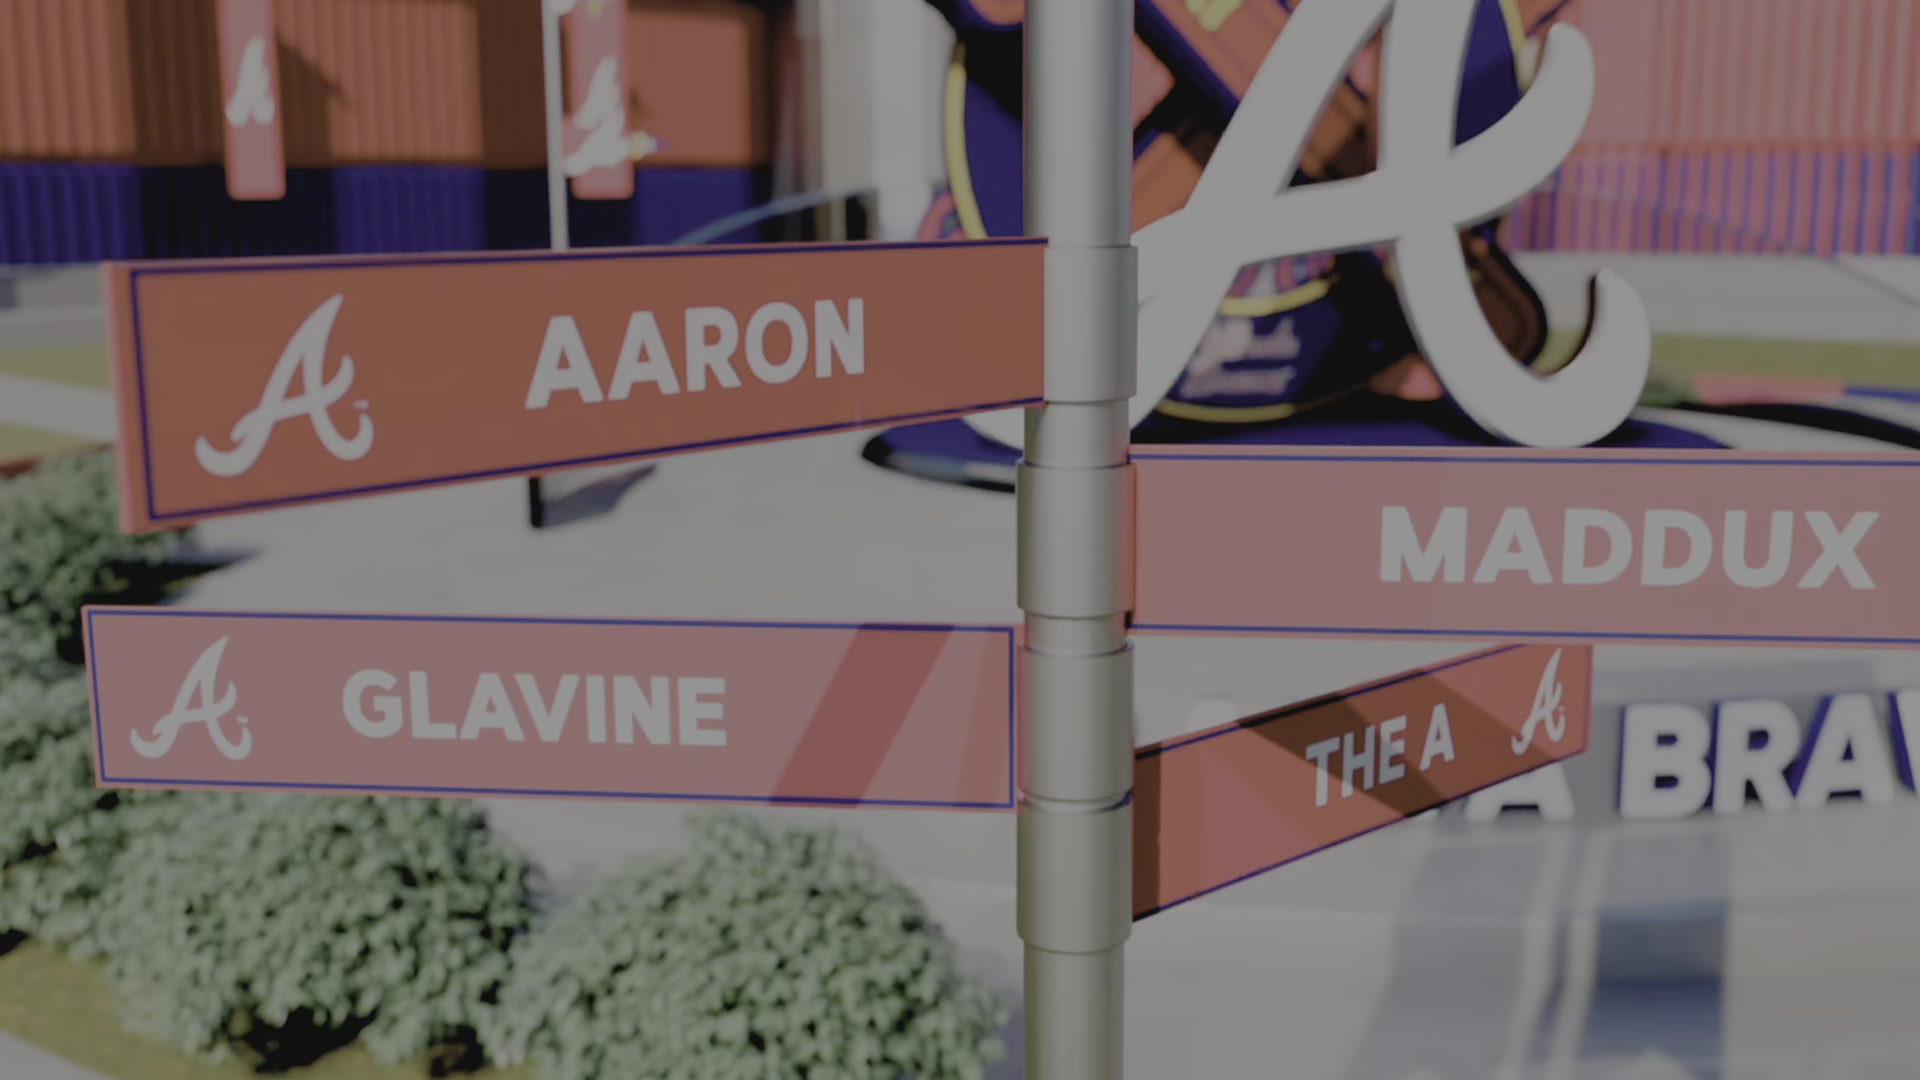 AARON
MADDUX
GLAVINE
THE A
A BRAV